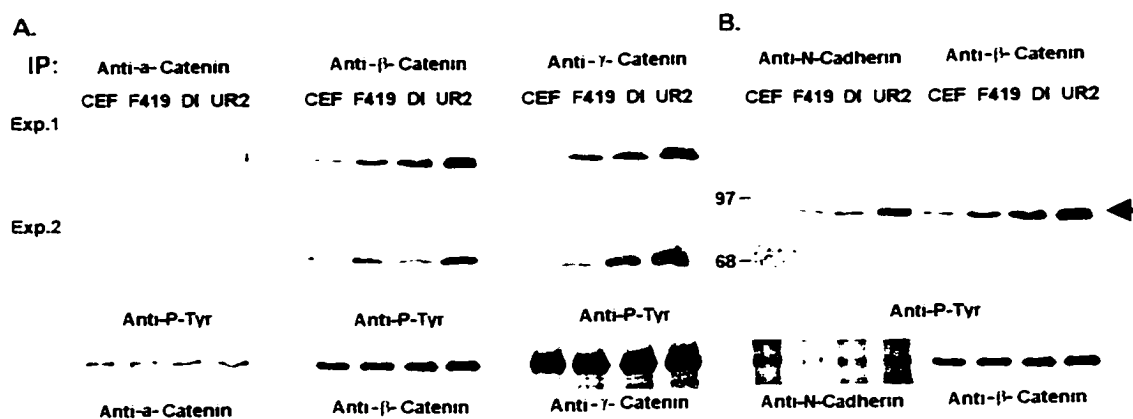 A.
B.
IP:
Anti-a-Catenin
Anti-β-Catenin
Anti-γ-Catenin
Anti-N-Cadherin
Anti-β-Catenin
CEF F419 DI UR2
CEF F419 DI UR2
CEF F419 DI UR2
CEF F419 DI UR2
CEF F419 DI UR2
Exp.1
97
Exp.2
68
Anti-P-Tyr
Anti-P-Tyr
Anti-P-Tyr
Anti-P-Tyr
Anti-a-Catenin
Anti-β-Catenin
Anti-γ-Catenin
Anti-N-Cadherin
Anti-β-Catenin